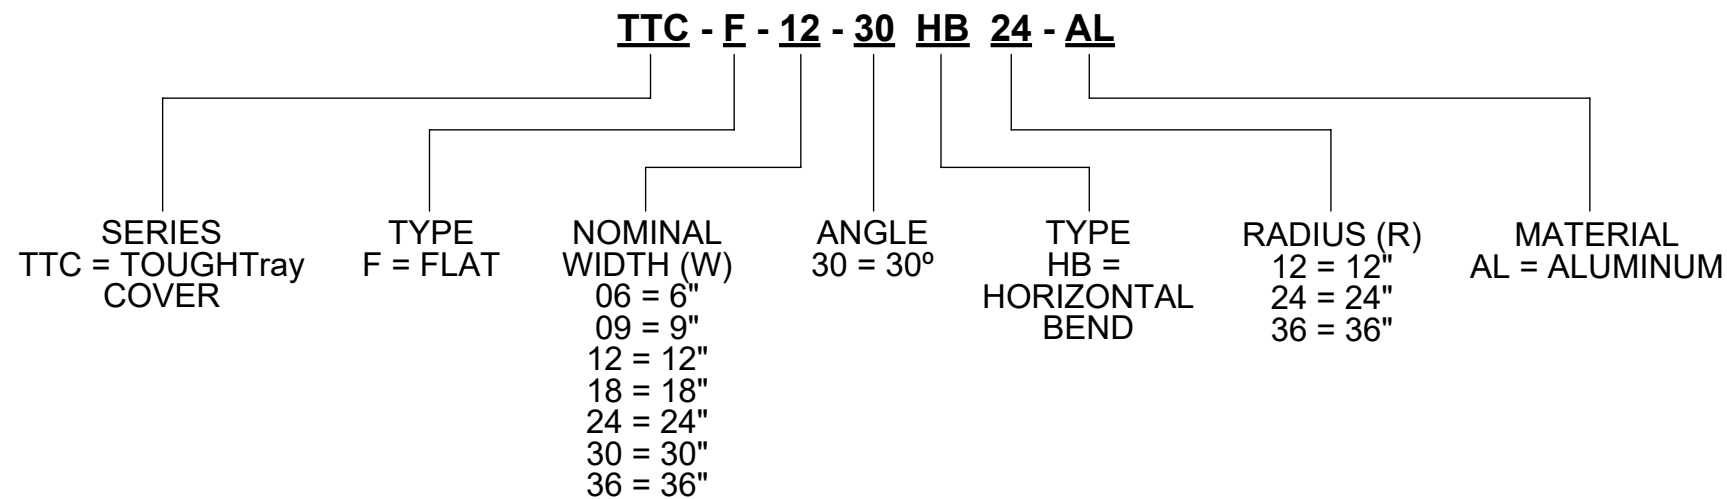 TTC - F - 12 - 30 HB 24 - AL
SERIES
TTC = TOUGHTray
COVER
TYPE
F = FLAT
NOMINAL
WIDTH (W)
06 = 6"
09 = 9"
12 = 12"
18 = 18"
24 = 24"
30 = 30"
36 = 36"
ANGLE
30 = 30º
TYPE
HB =
HORIZONTAL
BEND
RADIUS (R)
12 = 12"
24 = 24"
36 = 36"
MATERIAL
AL = ALUMINUM